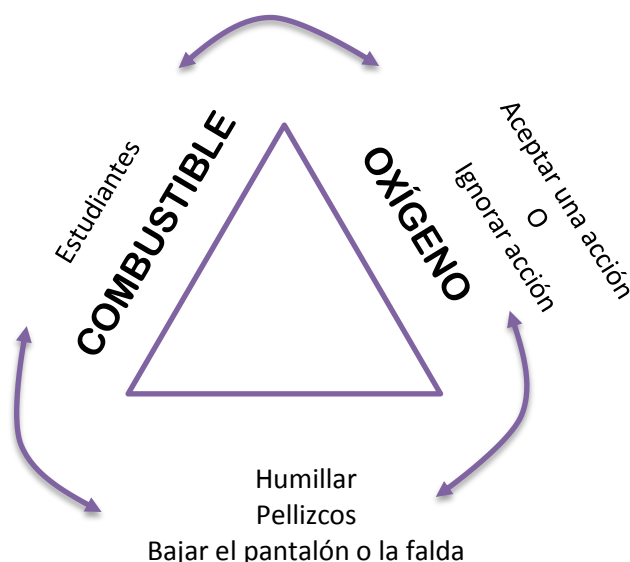 Estudiantes
COMBUSTIBLE
OXÍGENO
Aceptar una acción
O
Ignorar acción
Humillar
Pellizcos
Bajar el pantalón o la falda